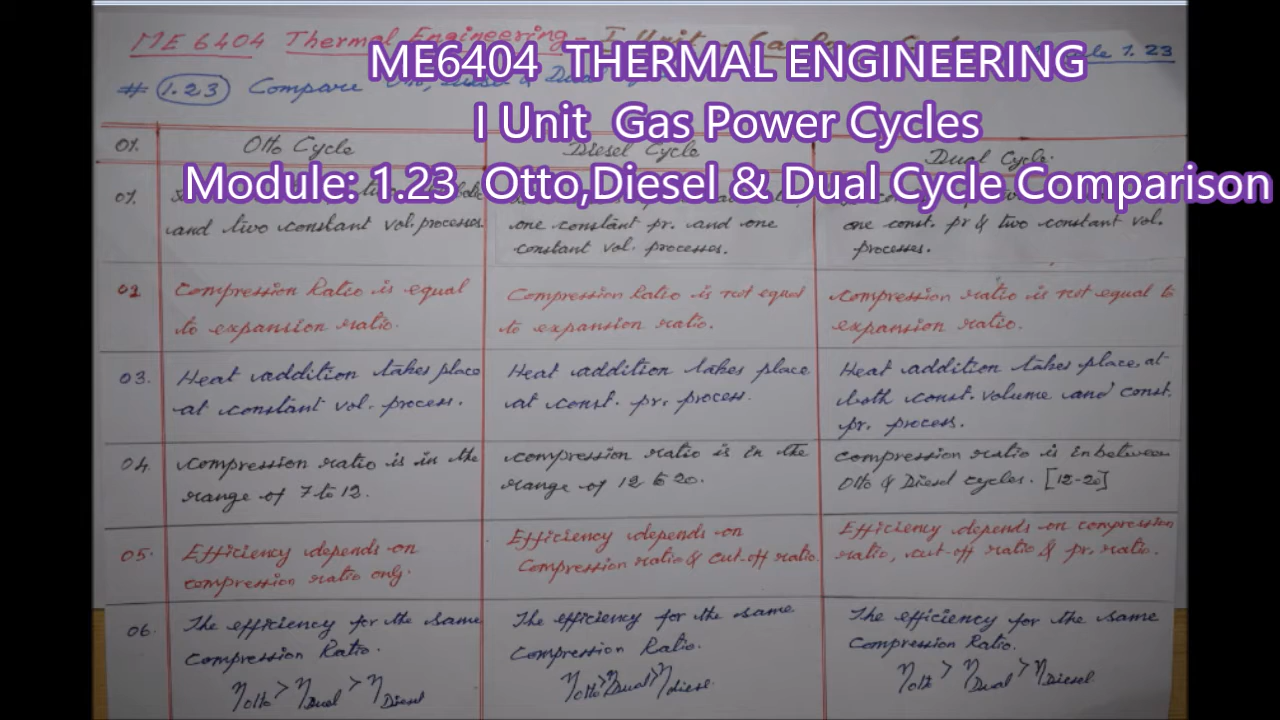 ME 6404 Thermal Engineering - I Unit - 1.23
ME6404 THERMAL ENGINEERING
# 1.23 Compare Otto, Diesel &
I Unit Gas Power Cycles
Module: 1.23 Otto,Diesel & Dual Cycle Comparison
01. Otto Cycle Diesel Cycle Dual Cycle.
01.
and two constant vol. processes.
one constant pr. and one
constant vol. processes.
one const. pr & two constant vol.
processes.
02
Compression Ratio is equal
to expansion ratio.
Compression Ratio is not equal
to expansion ratio.
compression ratio is not equal to
expansion ratio.
03.
Heat addition takes place
at constant vol. process.
Heat addition takes place
at const. pr. process.
Heat addition takes place, at
both const. volume and const.
pr. process.
04.
compression ratio is in the
range of 7 to 12.
compression ratio is in the
range of 12 to 20.
compression ratio is inbetween
Otto & Diesel cycles. [12-20]
05.
Efficiency depends on
compression ratio only.
Efficiency depends on
Compression ratio & cut-off ratio.
Efficiency depends on compression
ratio, cut-off ratio & pr. ratio.
06.
The efficiency for the same
Compression Ratio.
ηOtto > ηDual > ηDiesel
The efficiency for the same
Compression Ratio.
ηOtto > ηDual > ηdiesel
The efficiency for the same
Compression Ratio.
ηOtto > ηDual > ηDiesel